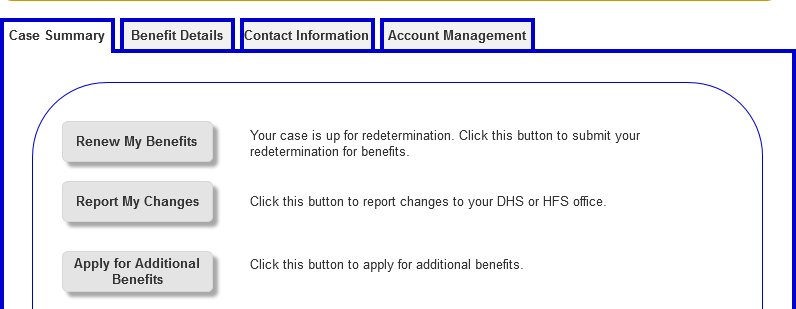 Case Summary Benefit Details Contact Information Account Management
Renew My Benefits
Your case is up for redetermination. Click this button to submit your
redetermination for benefits.
Report My Changes
Click this button to report changes to your DHS or HFS office.
Apply for Additional
Benefits
Click this button to apply for additional benefits.